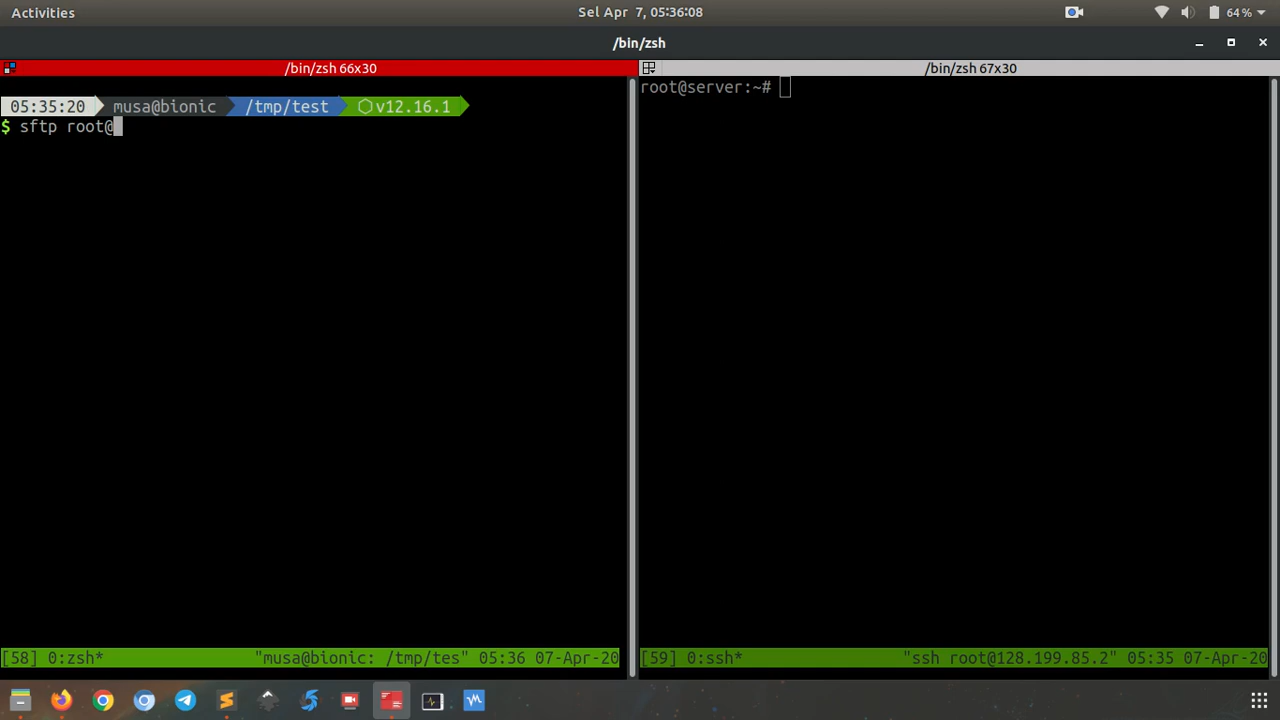 Activities
Sel Apr 7, 05:36:08
64%
/bin/zsh
/bin/zsh 66x30
05:35:20 musa@bionic /tmp/test ⬡v12.16.1
$ sftp root@
[58] 0:zsh* "musa@bionic: /tmp/tes" 05:36 07-Apr-20
/bin/zsh 67x30
root@server:~#
[59] 0:ssh* "ssh root@128.199.85.2" 05:35 07-Apr-20